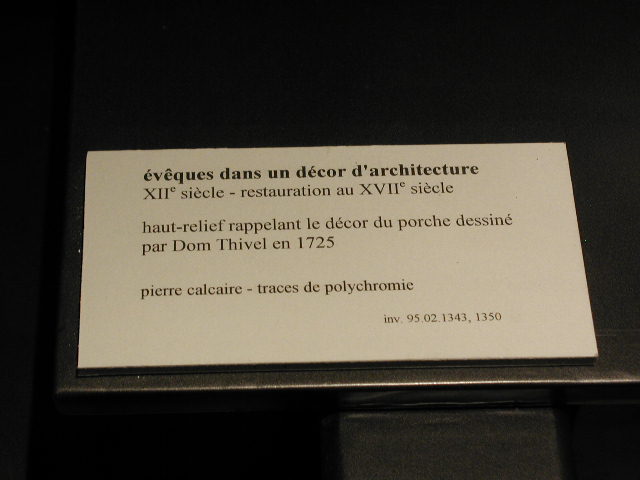 évêques dans un décor d'architecture
XIIe siècle - restauration au XVIIe siècle
haut-relief rappelant le décor du porche dessiné
par Dom Thivel en 1725
pierre calcaire - traces de polychromie
inv. 95.02.1343, 1350